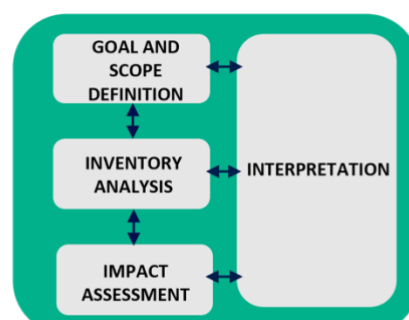 GOAL AND
SCOPE
DEFINITION
INVENTORY
ANALYSIS
INTERPRETATION
IMPACT
ASSESSMENT